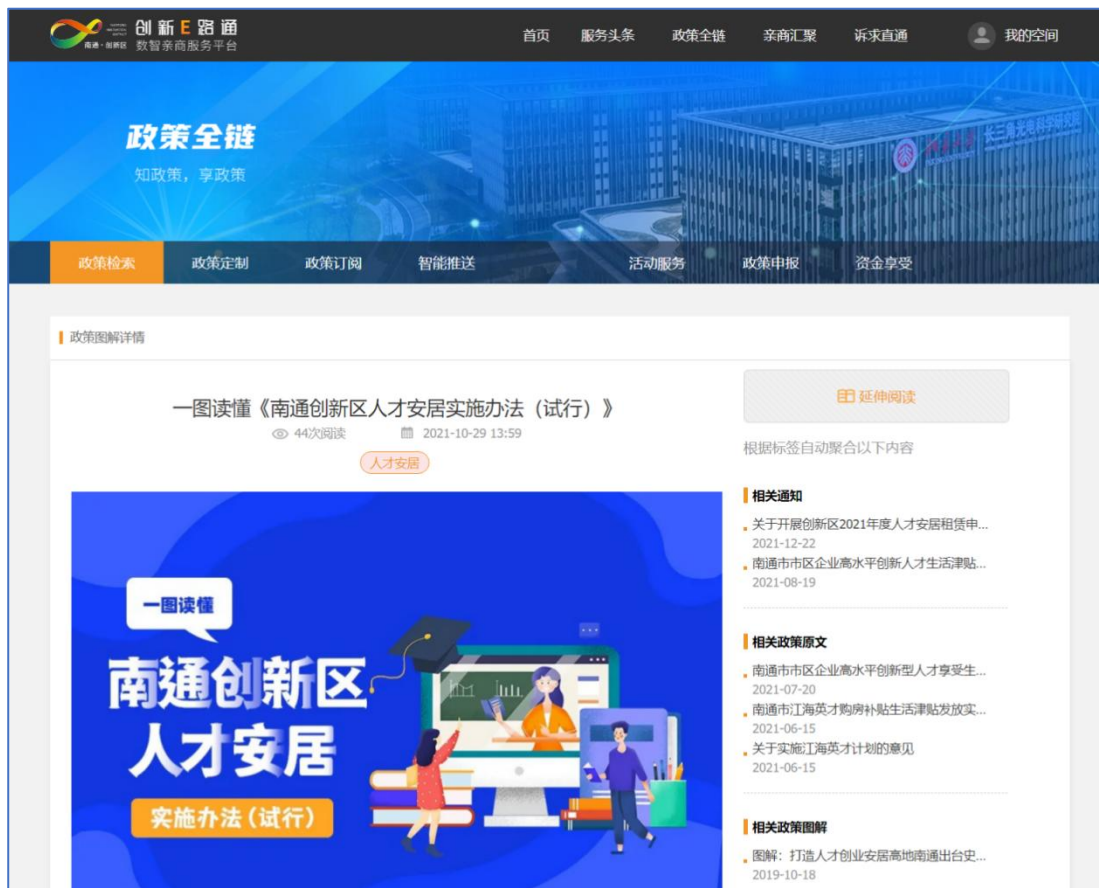 创新E路通
南通·创新区 数智亲商服务平台
首页 服务头条 政策全链 亲商汇聚 诉求直通 我的空间
政策全链
知政策，享政策
长三角光电科学研究院
政策检索 政策定制 政策订阅 智能推送 活动服务 政策申报 资金享受
政策图解详情
一图读懂《南通创新区人才安居实施办法（试行）》
44次阅读 2021-10-29 13:59
人才安居
一图读懂
南通创新区
人才安居
实施办法(试行)
延伸阅读
根据标签自动聚合以下内容
相关通知
关于开展创新区2021年度人才安居租赁申...
2021-12-22
南通市市区企业高水平创新人才生活津贴...
2021-08-19
相关政策原文
南通市市区企业高水平创新型人才享受生...
2021-07-20
南通市江海英才购房补贴生活津贴发放实...
2021-06-15
关于实施江海英才计划的意见
2021-06-15
相关政策图解
图解：打造人才创业安居高地南通出台史...
2019-10-18